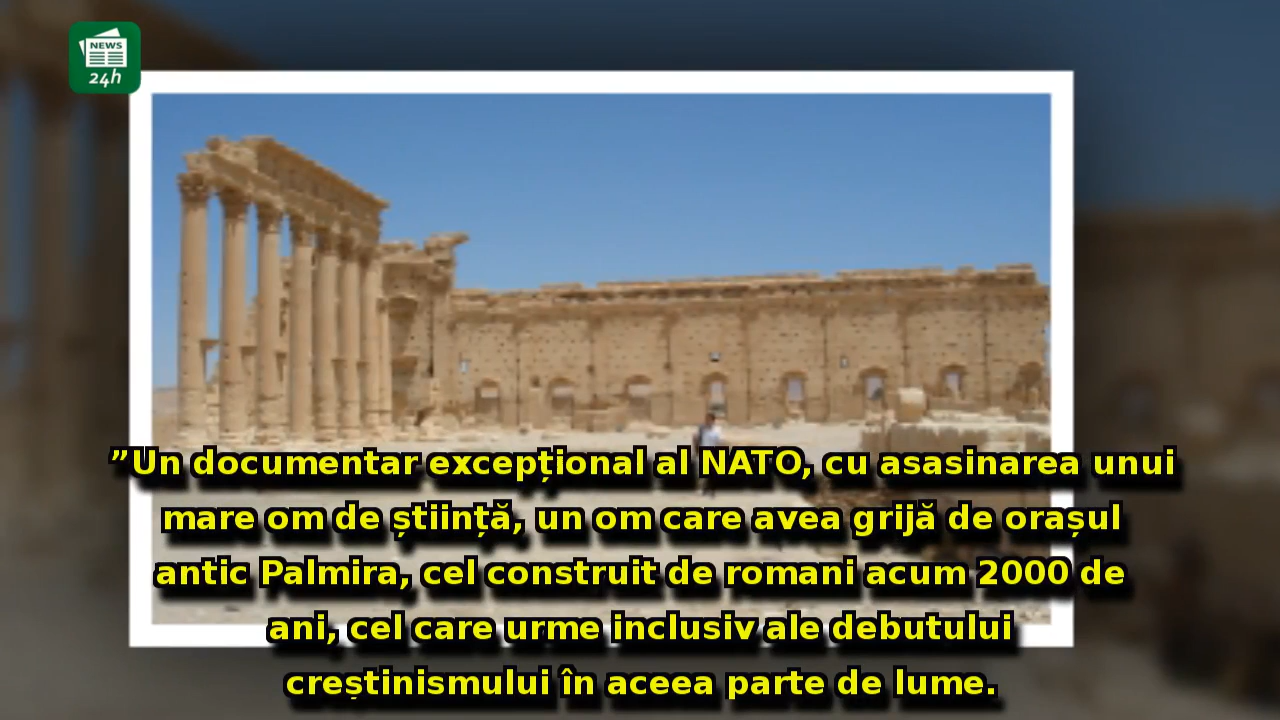 NEWS
24h
”Un documentar excepțional al NATO, cu asasinarea unui
mare om de știință, un om care avea grijă de orașul
antic Palmira, cel construit de romani acum 2000 de
ani, cel care urme inclusiv ale debutului
creștinismului în aceea parte de lume.